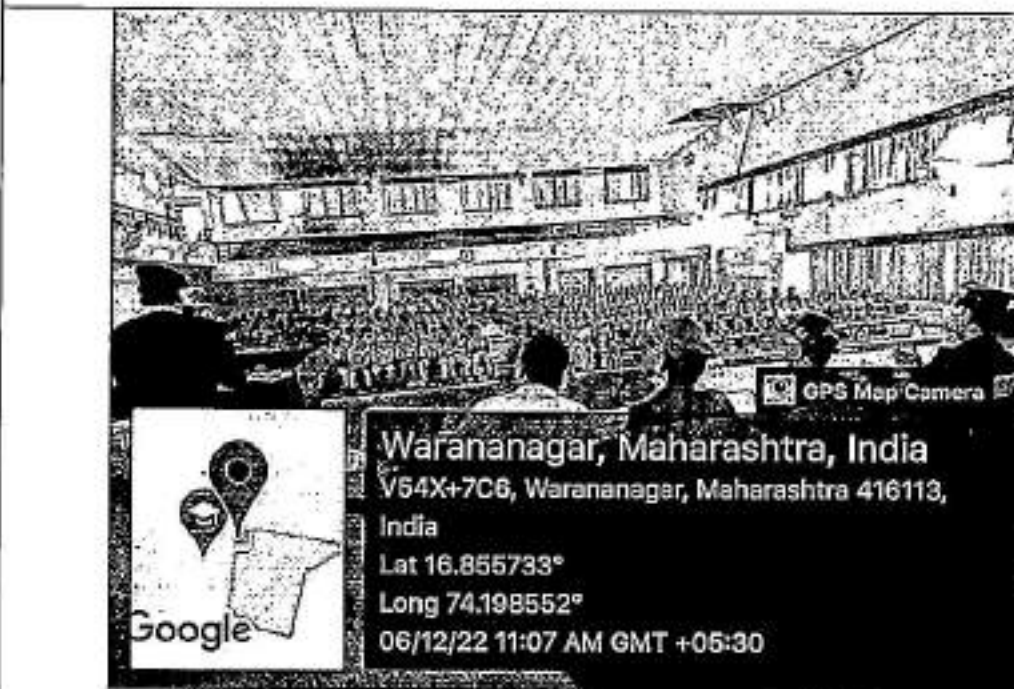 GPS Map Camera
Warananagar, Maharashtra, India
V54X+7C6, Warananagar, Maharashtra 416113,
India
Lat 16.855733°
Long 74.198552°
06/12/22 11:07 AM GMT +05:30
Google